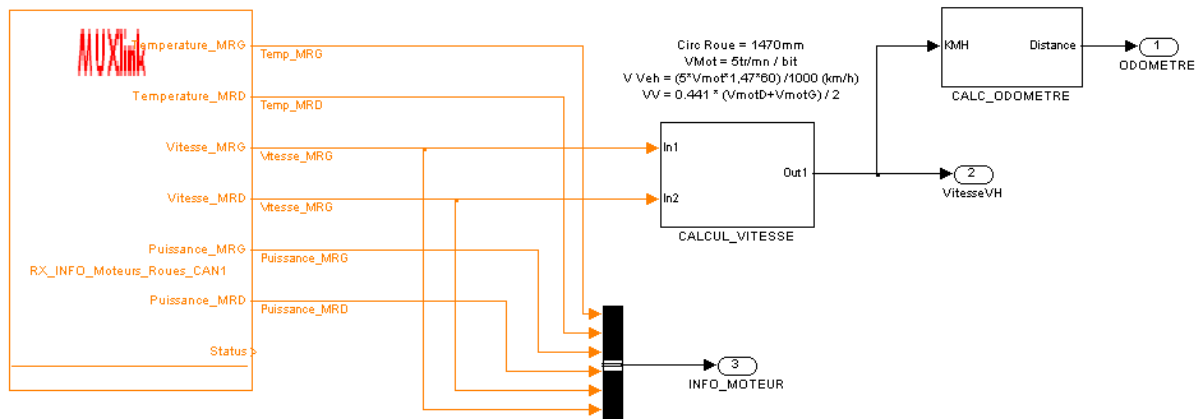 MUXlink
Temperature_MRG
Temp_MRG
Temperature_MRD
Temp_MRD
Vitesse_MRG
Vitesse_MRG
Vitesse_MRD
Vitesse_MRG
Puissance_MRG
Puissance_MRG
RX_INFO_Moteurs_Roues_CAN1
Puissance_MRD
Puissance_MRD
Status
Circ Roue = 1470mm
VMot = 5tr/mn / bit
V Veh = (5*Vmot*1,47*60) /1000 (km/h)
VV = 0.441 * (VmotD+VmotG) / 2
In1
In2
Out1
CALCUL_VITESSE
KMH
Distance
CALC_ODOMETRE
1
ODOMETRE
2
VitesseVH
3
INFO_MOTEUR